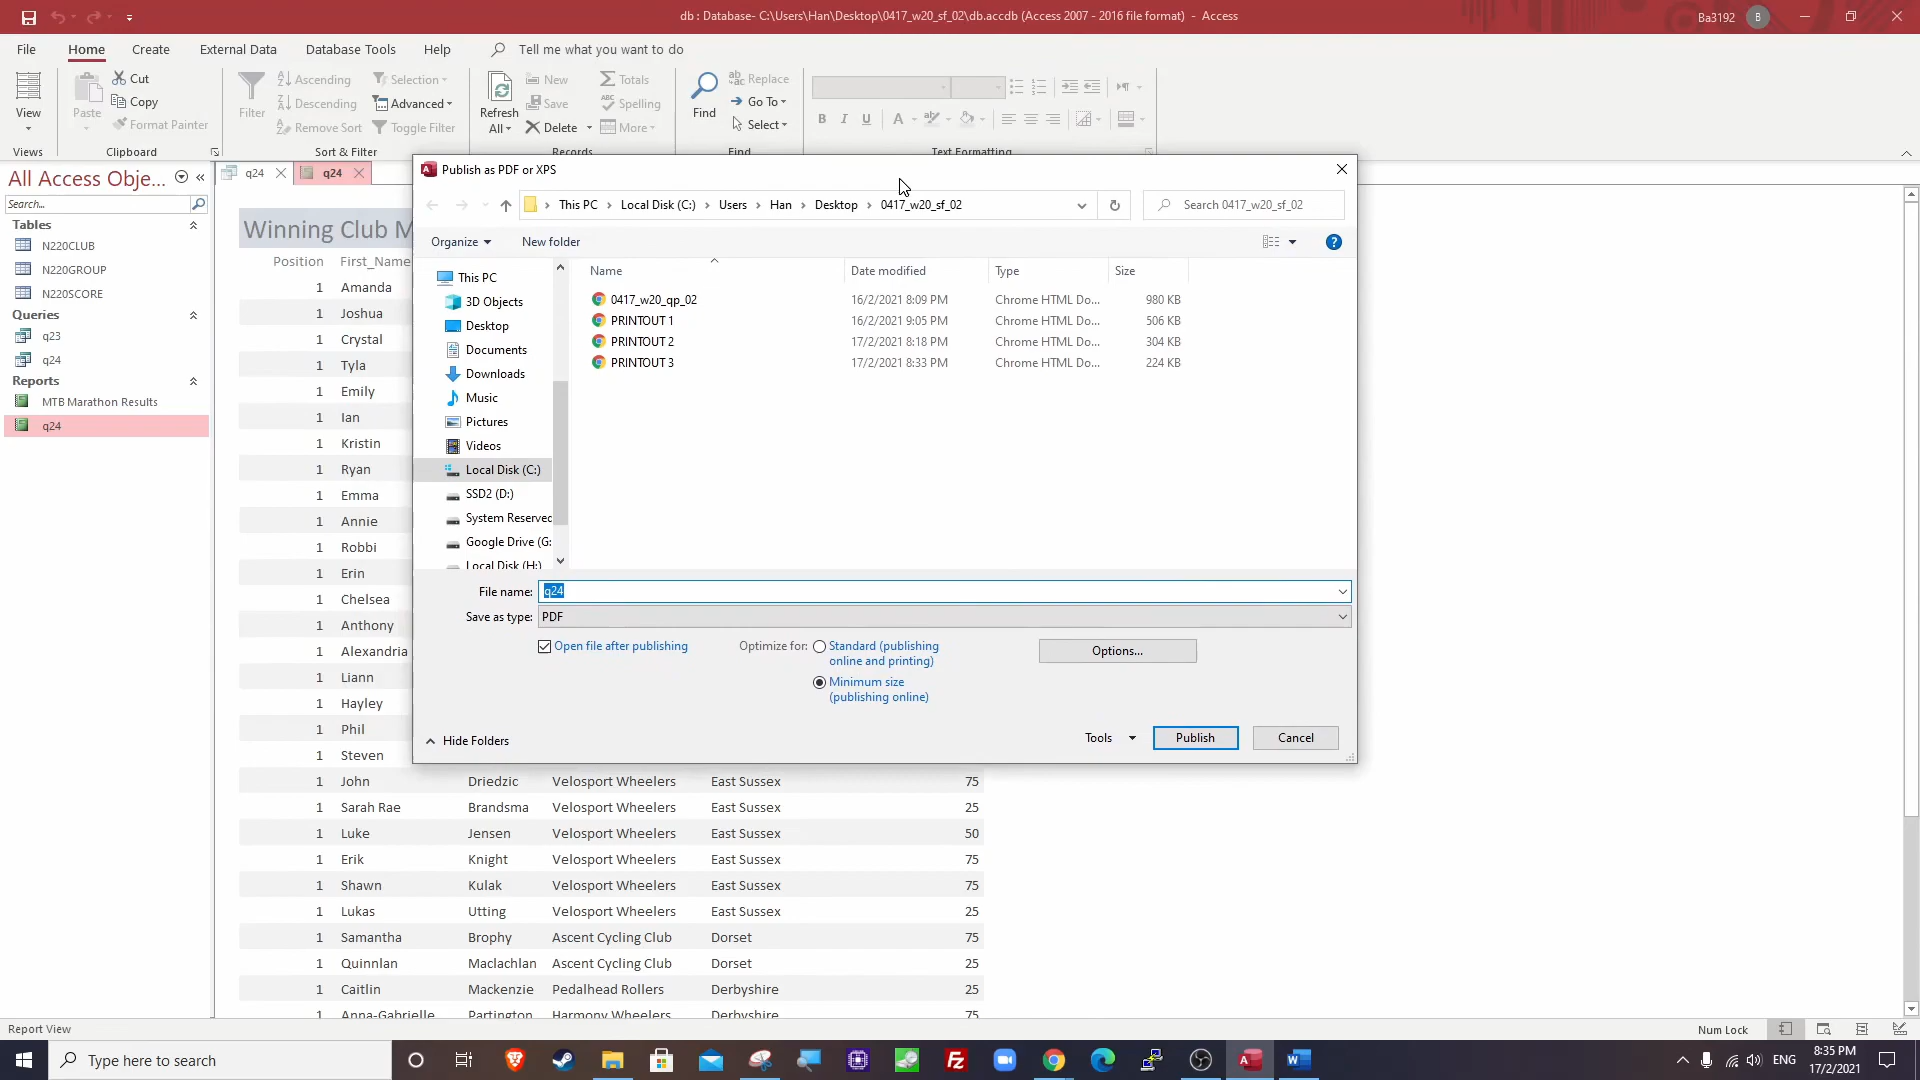 db : Database- C:\Users\Han\Desktop\0417_w20_sf_02\db.accdb (Access 2007 - 2016 file format) - Access
Ba3192 B
File Home Create External Data Database Tools Help Tell me what you want to do
View
Views
Paste
Cut
Copy
Format Painter
Clipboard
Filter
Ascending
Descending
Remove Sort
Selection
Advanced
Toggle Filter
Sort & Filter
Refresh
All
New
Save
Delete
Totals
Spelling
More
Records
Find
Replace
Go To
Select
Find
B I U A
Text Formatting
All Access Obje...
Search...
Tables
N220CLUB
N220GROUP
N220SCORE
Queries
q23
q24
Reports
MTB Marathon Results
q24
q24 q24
Winning Club M
Position First_Name
1 Amanda
1 Joshua
1 Crystal
1 Tyla
1 Emily
1 Ian
1 Kristin
1 Ryan
1 Emma
1 Annie
1 Robbi
1 Erin
1 Chelsea
1 Anthony
1 Alexandria
1 Liann
1 Hayley
1 Phil
1 Steven
1 John Driedzic Velosport Wheelers East Sussex 75
1 Sarah Rae Brandsma Velosport Wheelers East Sussex 25
1 Luke Jensen Velosport Wheelers East Sussex 50
1 Erik Knight Velosport Wheelers East Sussex 75
1 Shawn Kulak Velosport Wheelers East Sussex 75
1 Lukas Utting Velosport Wheelers East Sussex 25
1 Samantha Brophy Ascent Cycling Club Dorset 75
1 Quinnlan Maclachlan Ascent Cycling Club Dorset 25
1 Caitlin Mackenzie Pedalhead Rollers Derbyshire 25
1 Anna-Gabrielle Partington Harmony Wheelers Derbyshire 75
Publish as PDF or XPS
This PC › Local Disk (C:) › Users › Han › Desktop › 0417_w20_sf_02
Search 0417_w20_sf_02
Organize New folder
This PC
3D Objects
Desktop
Documents
Downloads
Music
Pictures
Videos
Local Disk (C:)
SSD2 (D:)
System Reserved
Google Drive (G:
Local Disk (H:)
Name Date modified Type Size
0417_w20_qp_02 16/2/2021 8:09 PM Chrome HTML Do... 980 KB
PRINTOUT 1 16/2/2021 9:05 PM Chrome HTML Do... 506 KB
PRINTOUT 2 17/2/2021 8:18 PM Chrome HTML Do... 304 KB
PRINTOUT 3 17/2/2021 8:33 PM Chrome HTML Do... 224 KB
File name: q24
Save as type: PDF
Open file after publishing
Optimize for:
Standard (publishing
online and printing)
Minimum size
(publishing online)
Options...
Hide Folders
Tools Publish Cancel
Report View
Num Lock
Type here to search
ENG
8:35 PM
17/2/2021